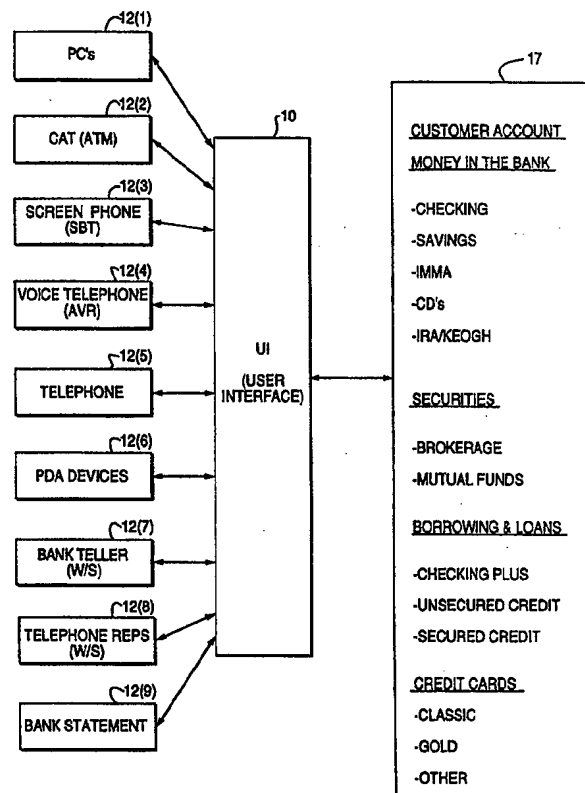 12(1)
PC's
12(2)
CAT (ATM)
12(3)
SCREEN PHONE
(SBT)
12(4)
VOICE TELEPHONE
(AVR)
12(5)
TELEPHONE
12(6)
PDA DEVICES
12(7)
BANK TELLER
(W/S)
12(8)
TELEPHONE REPS
(W/S)
12(9)
BANK STATEMENT
10
UI
(USER
INTERFACE)
17
CUSTOMER ACCOUNT
MONEY IN THE BANK
-CHECKING
-SAVINGS
-IMMA
-CD's
-IRA/KEOGH
SECURITIES
-BROKERAGE
-MUTUAL FUNDS
BORROWING & LOANS
-CHECKING PLUS
-UNSECURED CREDIT
-SECURED CREDIT
CREDIT CARDS
-CLASSIC
-GOLD
-OTHER